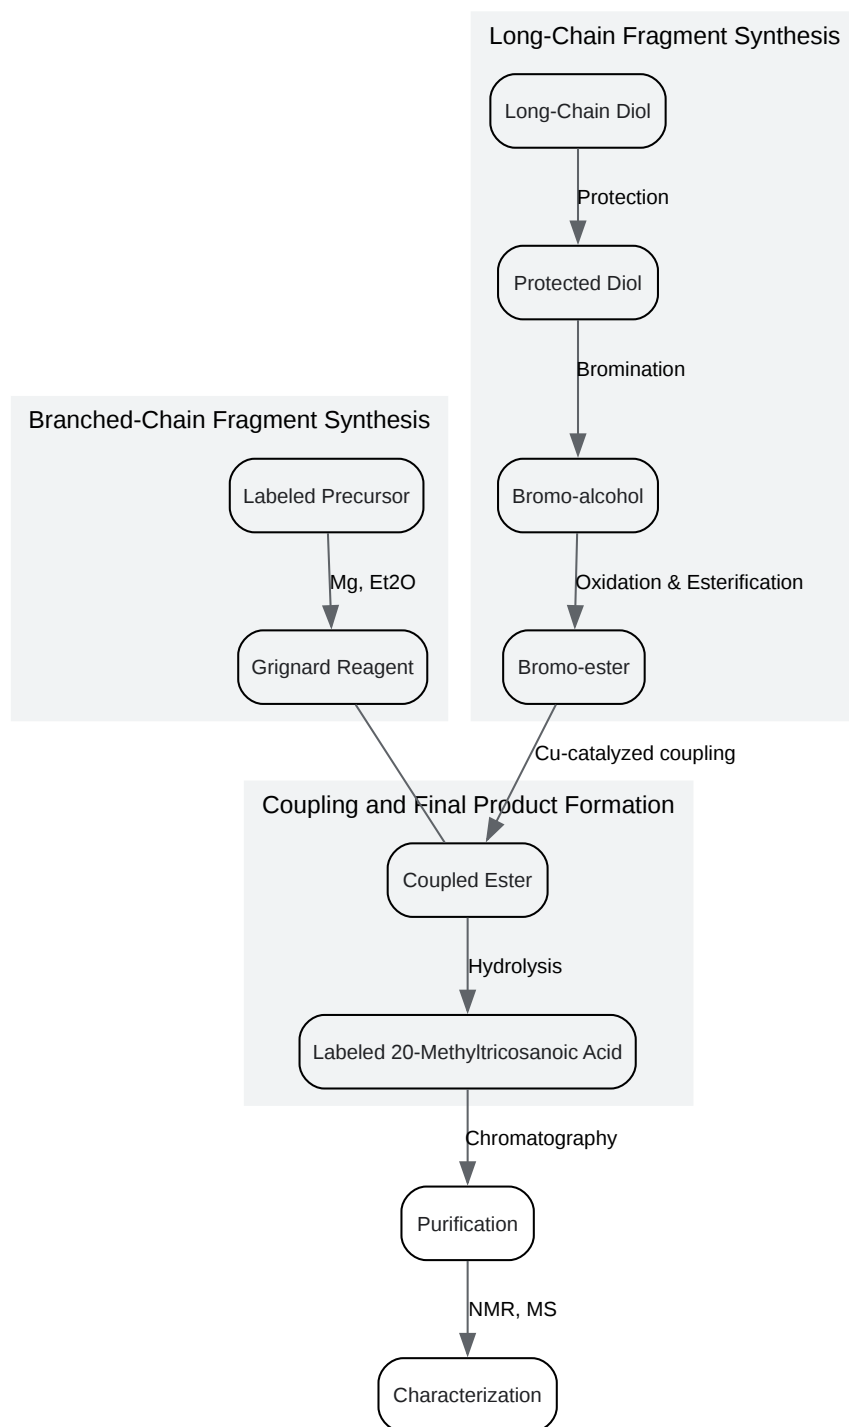 Long-Chain Fragment Synthesis
Long-Chain Diol
Protection
Protected Diol
Bromination
Branched-Chain Fragment Synthesis
Labeled Precursor
Bromo-alcohol
Mg, Et2O
Oxidation & Esterification
Grignard Reagent
Bromo-ester
Cu-catalyzed coupling
Coupling and Final Product Formation
Coupled Ester
Hydrolysis
Labeled 20-Methyltricosanoic Acid
Chromatography
Purification
NMR, MS
Characterization